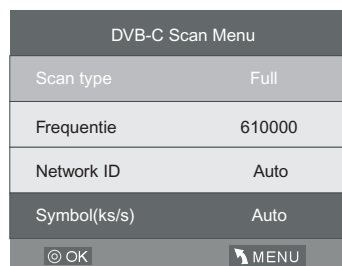 DVB-C Scan Menu
Scan type Full
Frequentie 610000
Network ID Auto
Symbol(ks/s) Auto
OK MENU